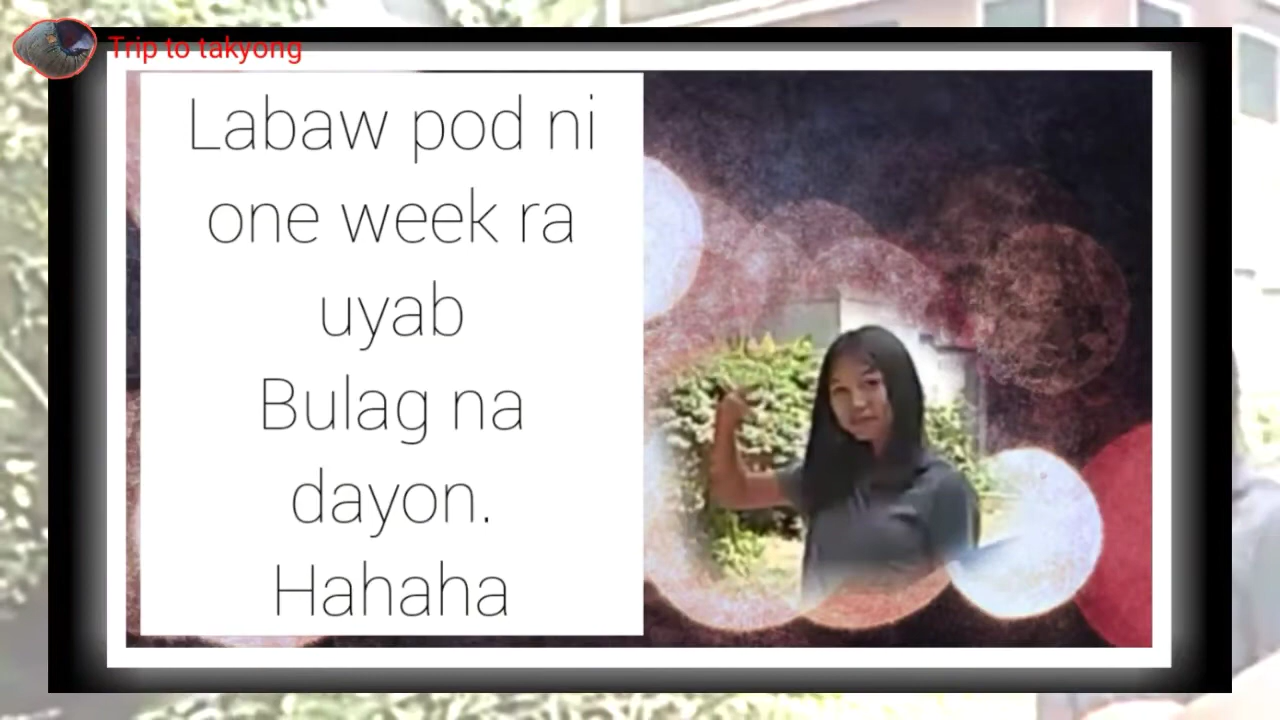 Trip to takyong
Labaw pod ni
one week ra
uyab
Bulag na
dayon.
Hahaha